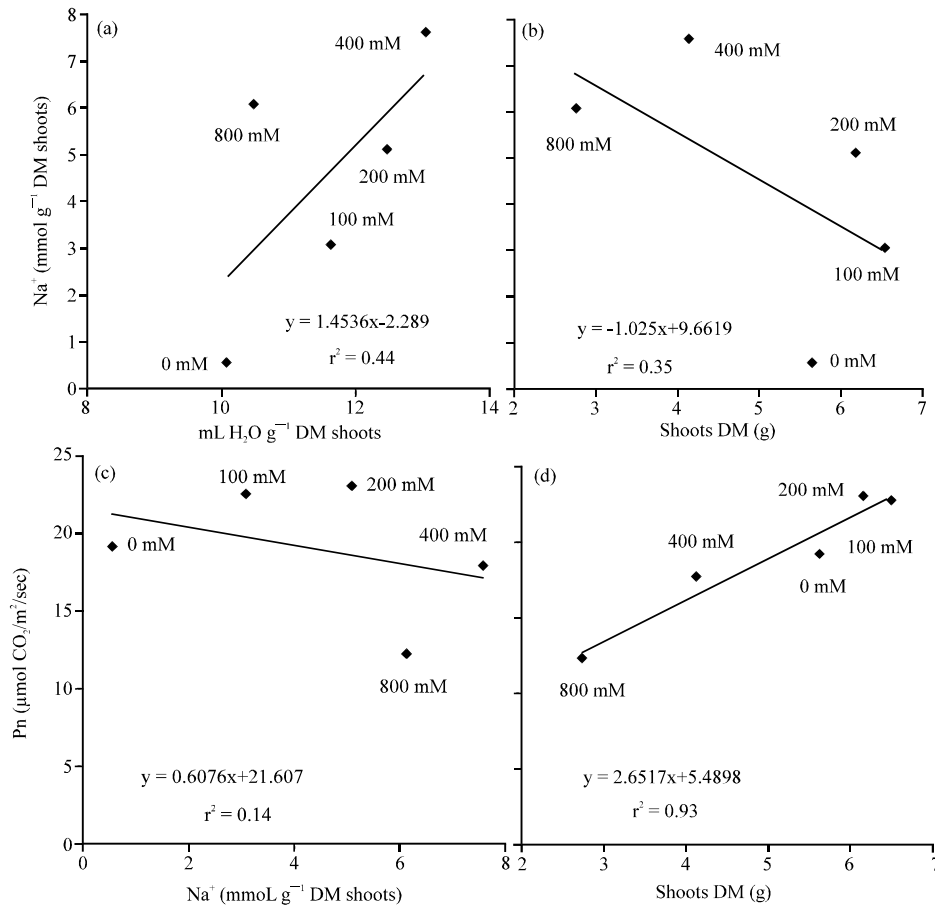 (a)
Na⁺ (mmol g⁻¹ DM shoots)
8
7
6
5
4
3
2
1
0
400 mM
800 mM
200 mM
100 mM
0 mM
y = 1.4536x-2.289
r² = 0.44
8
10
12
14
mL H₂O g⁻¹ DM shoots
(b)
400 mM
800 mM
200 mM
100 mM
0 mM
y = -1.025x+9.6619
r² = 0.35
2
3
4
5
6
7
Shoots DM (g)
(c)
Pn (µmol CO₂/m²/sec)
25
20
15
10
5
0
100 mM
200 mM
0 mM
400 mM
800 mM
y = 0.6076x+21.607
r² = 0.14
0
2
4
6
8
Na⁺ (mmoL g⁻¹ DM shoots)
(d)
200 mM
400 mM
100 mM
0 mM
800 mM
y = 2.6517x+5.4898
r² = 0.93
2
3
4
5
6
7
Shoots DM (g)